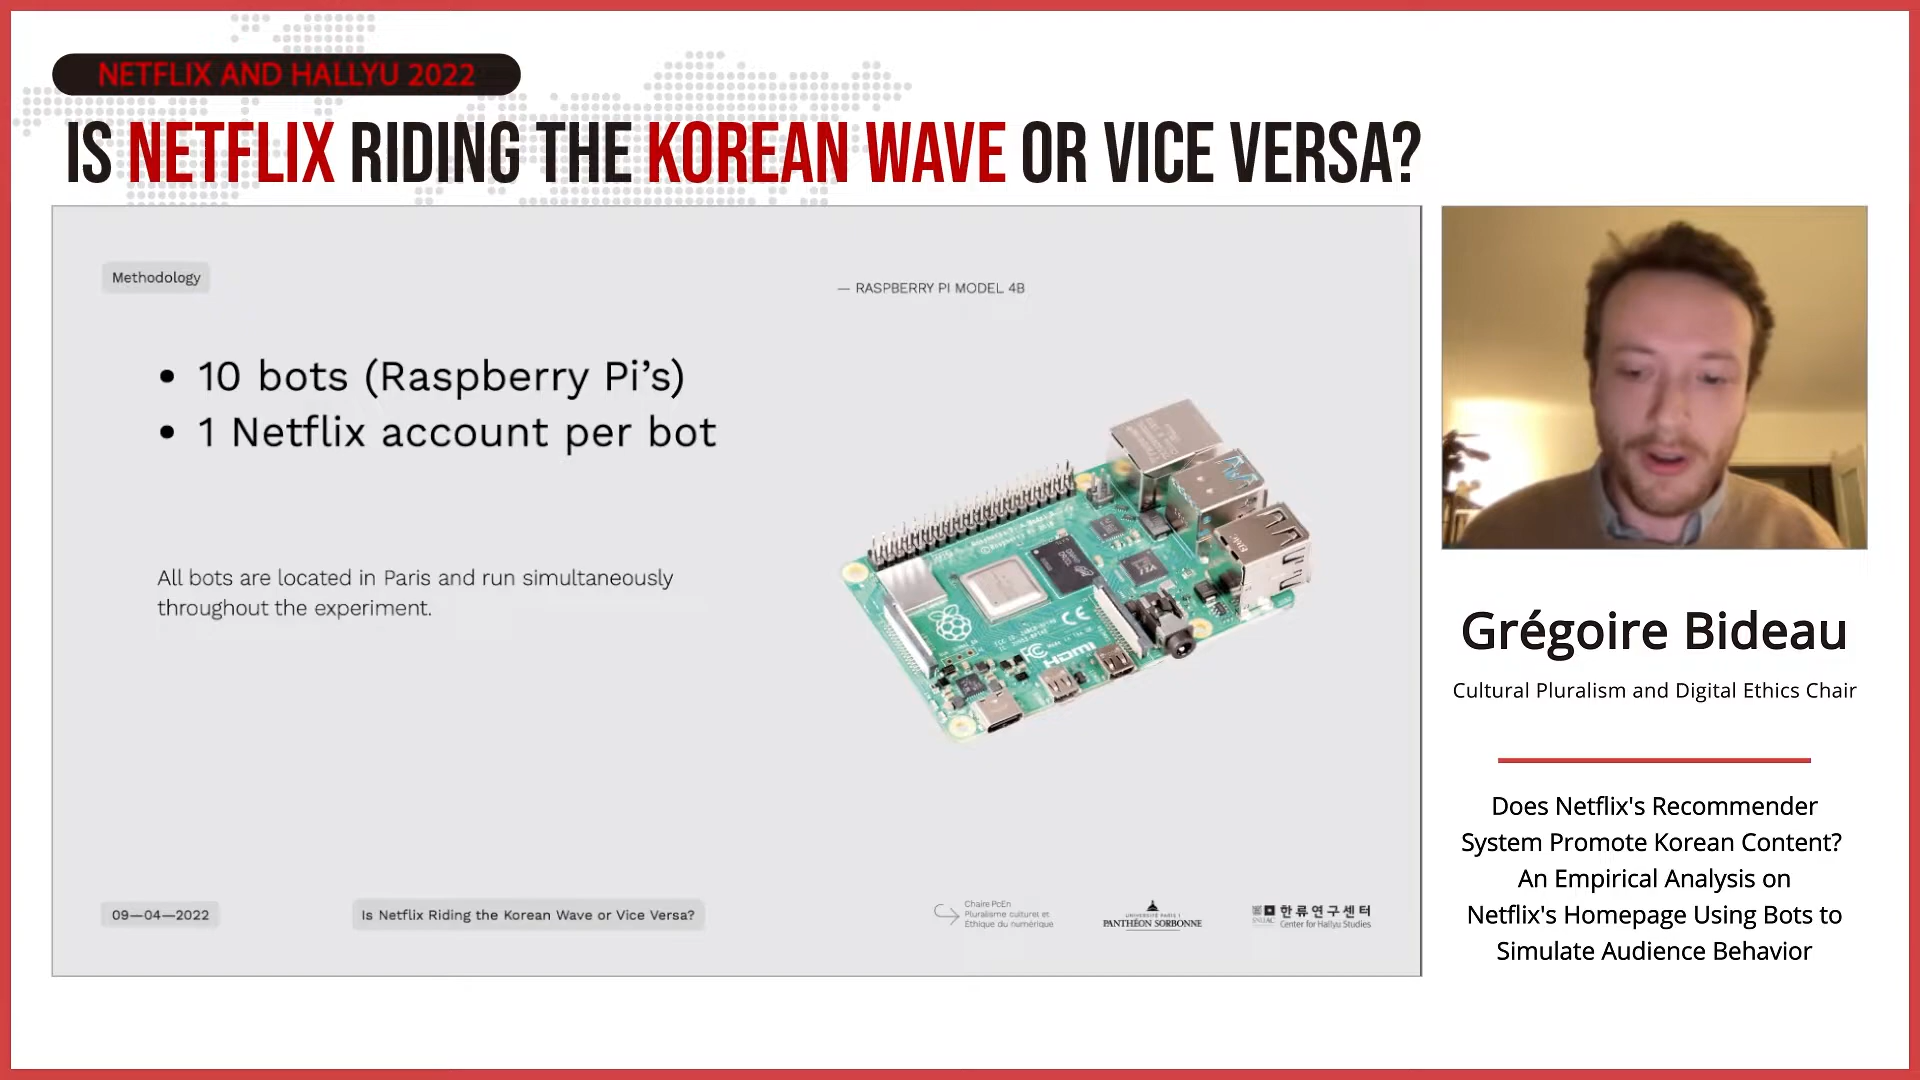 NETFLIX AND HALLYU 2022
IS NETFLIX RIDING THE KOREAN WAVE OR VICE VERSA?
Methodology
— RASPBERRY PI MODEL 4B
• 10 bots (Raspberry Pi’s)
• 1 Netflix account per bot
All bots are located in Paris and run simultaneously
throughout the experiment.
HDMI
09—04—2022
Is Netflix Riding the Korean Wave or Vice Versa?
Chaire PcEn
Pluralisme culturel et
Éthique du numérique
UNIVERSITÉ PARIS 1
PANTHÉON SORBONNE
한류연구센터
Center for Hallyu Studies
Grégoire Bideau
Cultural Pluralism and Digital Ethics Chair
Does Netflix's Recommender
System Promote Korean Content?
An Empirical Analysis on
Netflix's Homepage Using Bots to
Simulate Audience Behavior